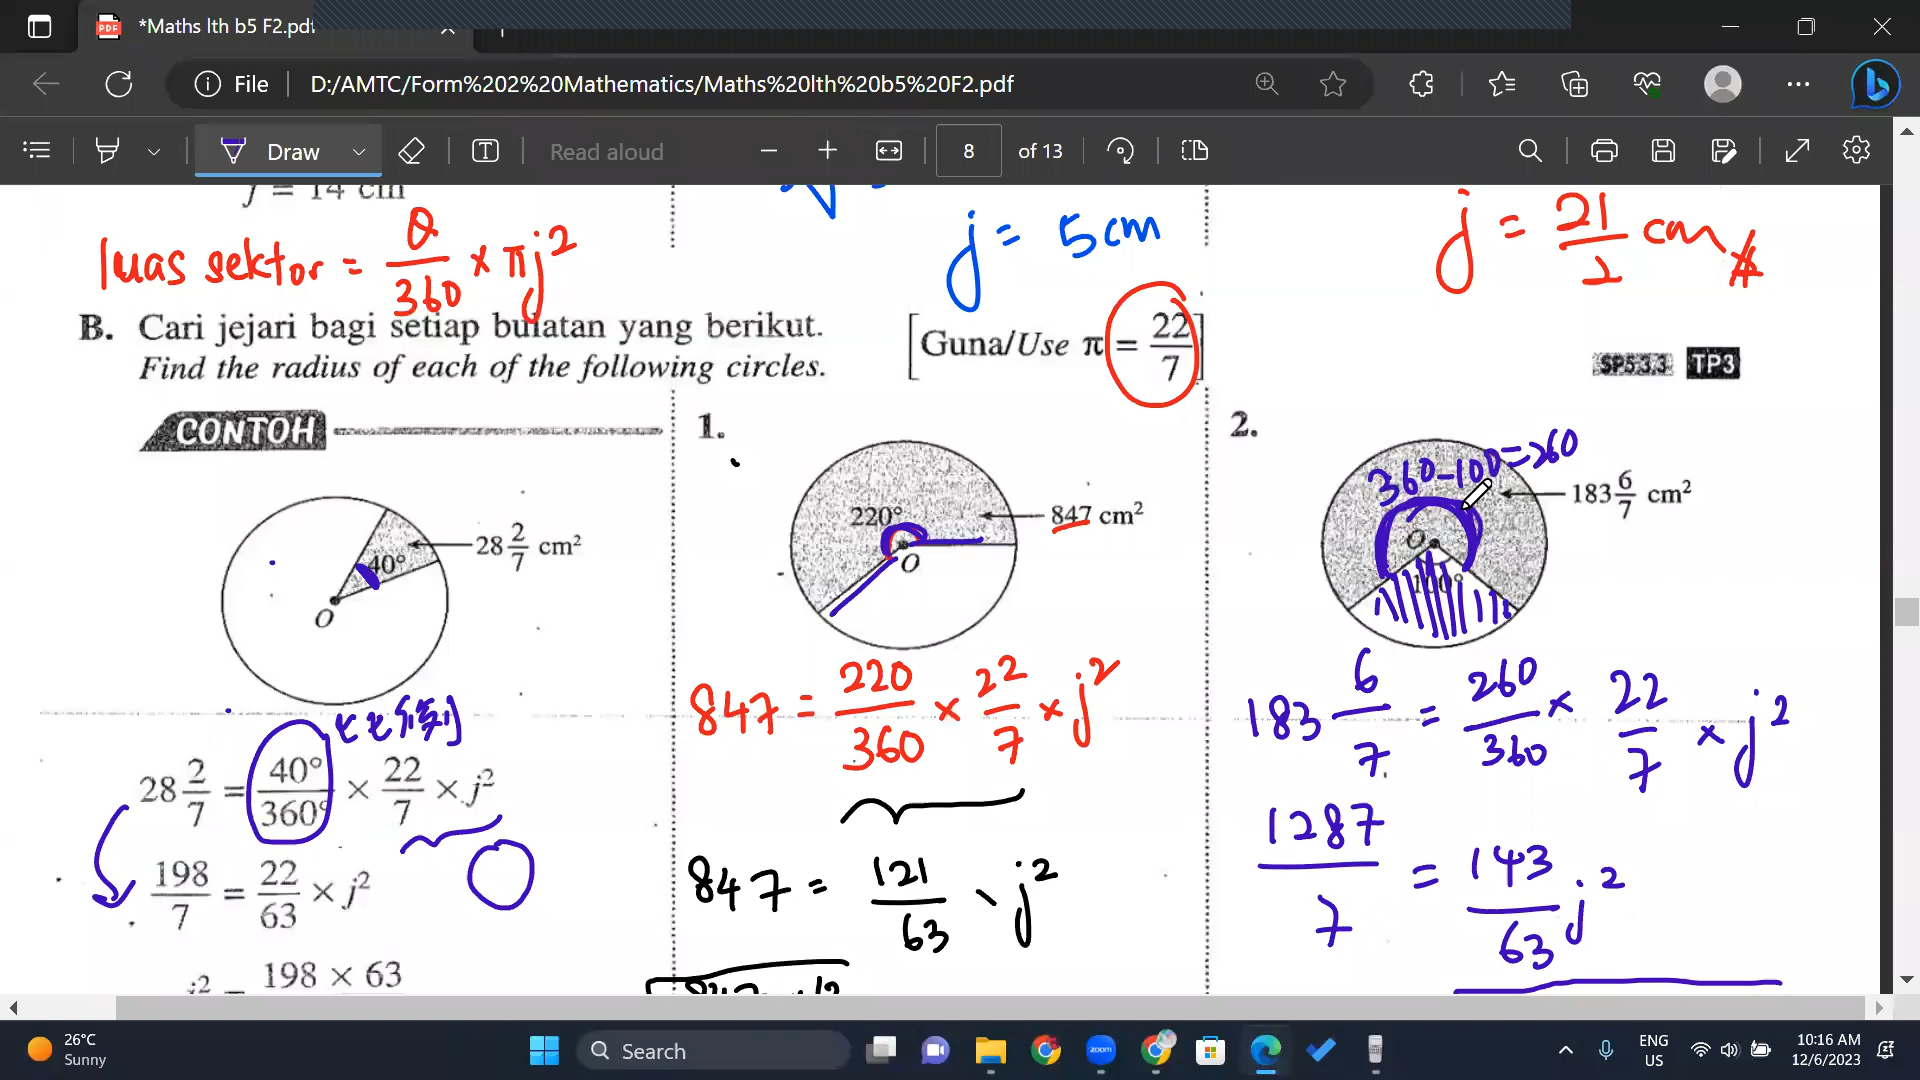 *Maths lth b5 F2.pdf
File
D:/AMTC/Form%202%20Mathematics/Maths%20lth%20b5%20F2.pdf
Draw
Read aloud
8
of 13
j = 14 cm
luas sektor = θ/360 × πj²
j = 5 cm
j = 21/2 cm
B. Cari jejari bagi setiap bulatan yang berikut.
Find the radius of each of the following circles.
[Guna/Use π = 22/7]
SP5.3.3 TP3
CONTOH
40°
O
28 2/7 cm²
28 2/7 = 40°/360° × 22/7 × j²
198/7 = 22/63 × j²
j² = 198 × 63
1.
220°
O
847 cm²
847 = 220/360 × 22/7 × j²
847 = 121/63 × j²
2.
360-100=260
O
100°
183 6/7 cm²
183 6/7 = 260/360 × 22/7 × j²
1287/7 = 143/63 j²
26°C
Sunny
Search
zoom
ENG
US
10:16 AM
12/6/2023